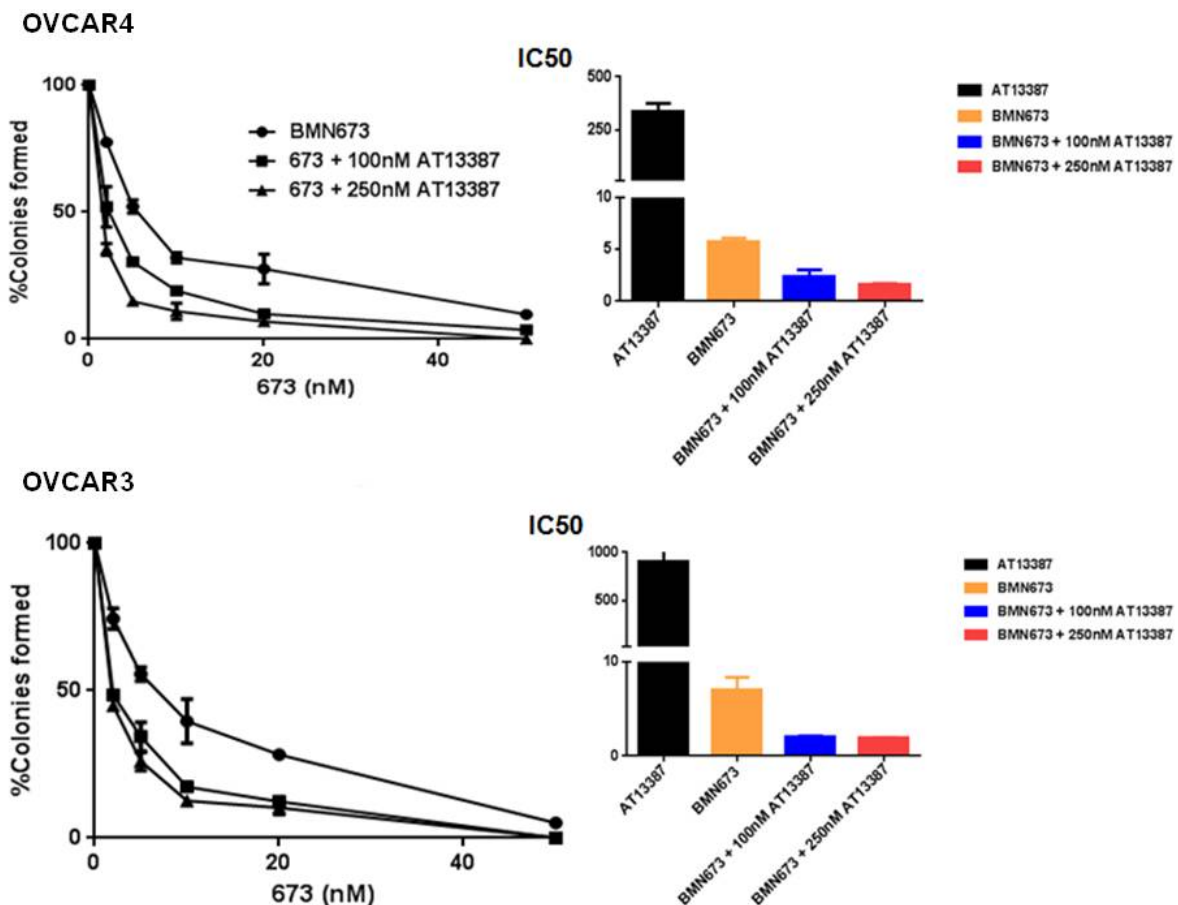 OVCAR4
IC50
%Colonies formed
100
50
0
0
20
40
673 (nM)
BMN673
673 + 100nM AT13387
673 + 250nM AT13387
500
250
10
5
0
AT13387
BMN673
BMN673 + 100nM AT13387
BMN673 + 250nM AT13387
AT13387
BMN673
BMN673 + 100nM AT13387
BMN673 + 250nM AT13387
OVCAR3
IC50
%Colonies formed
100
50
0
0
20
40
673 (nM)
1000
500
10
0
AT13387
BMN673
BMN673 + 100nM AT13387
BMN673 + 250nM AT13387
AT13387
BMN673
BMN673 + 100nM AT13387
BMN673 + 250nM AT13387